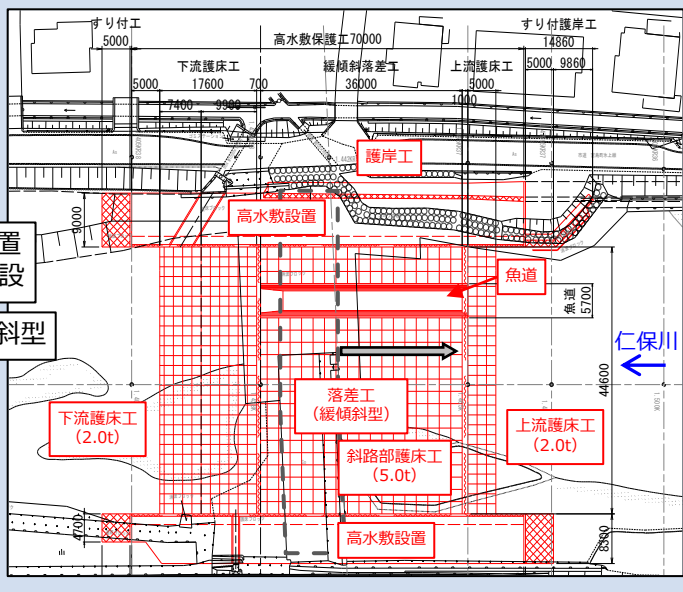 すり付工
5000
高水敷保護工70000
すり付護岸工
14860
下流護床工
緩傾斜落差工
上流護床工
5000 9860
5000
17600
700
36000
5000
7400
9900
1000
護岸工
9000
高水敷設置
置
設
斜型
魚道
魚道
5700
仁保川
44600
落差工
(緩傾斜型)
下流護床工
(2.0t)
斜路部護床工
(5.0t)
上流護床工
(2.0t)
4700
高水敷設置
8300